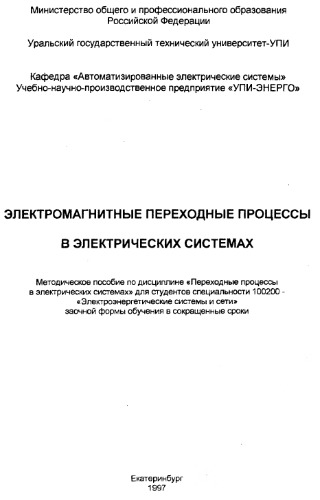 Министерство общего и профессионального образования
Российской Федерации
Уральский государственный технический университет-УПИ
Кафедра «Автоматизированные электрические системы»
Учебно-научно-производственное предприятие «УПИ-ЭНЕРГО»
ЭЛЕКТРОМАГНИТНЫЕ ПЕРЕХОДНЫЕ ПРОЦЕССЫ
В ЭЛЕКТРИЧЕСКИХ СИСТЕМАХ
Методическое пособие по дисциплине «Переходные процессы
в электрических системах» для студентов специальности 100200 -
«Электроэнергетические системы и сети»
заочной формы обучения в сокращенные сроки
Екатеринбург
1997